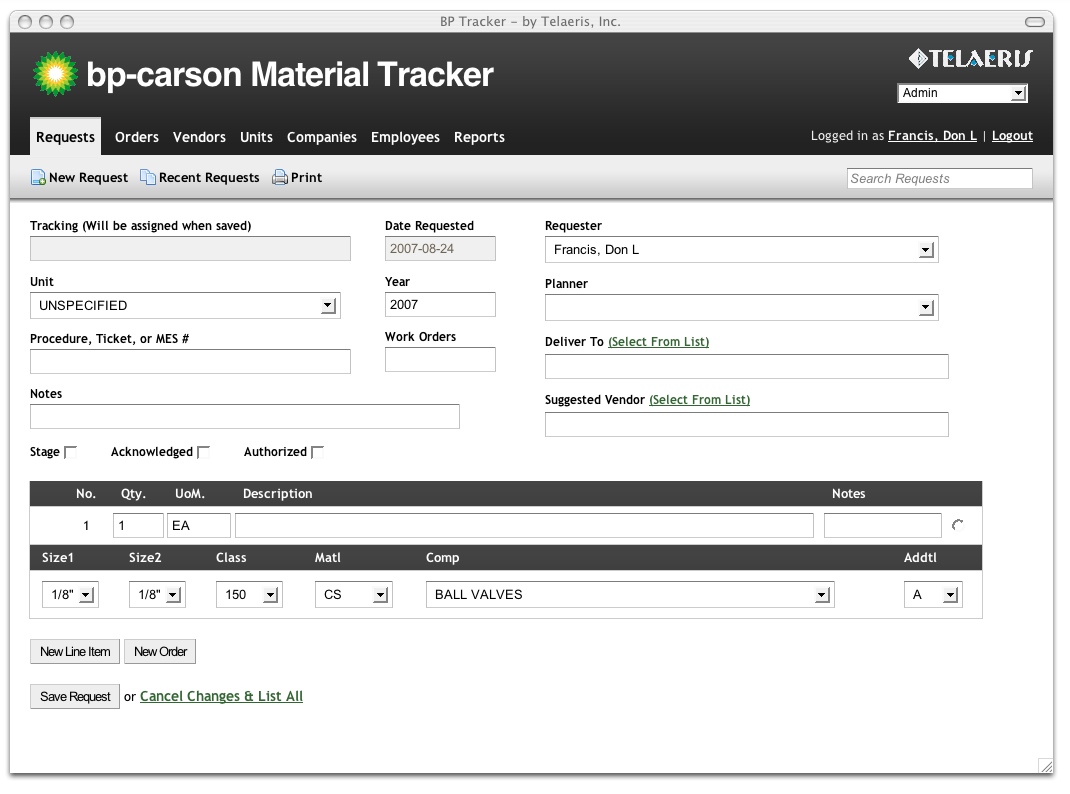 BP Tracker – by Telaeris, Inc.
bp-carson Material Tracker
TELAERIS
Admin
Requests Orders Vendors Units Companies Employees Reports
Logged in as Francis, Don L | Logout
New Request Recent Requests Print
Search Requests
Tracking (Will be assigned when saved) Date Requested Requester
2007-08-24 Francis, Don L
Unit Year Planner
UNSPECIFIED 2007
Procedure, Ticket, or MES # Work Orders Deliver To (Select From List)
Notes Suggested Vendor (Select From List)
Stage Acknowledged Authorized
No. Qty. UoM. Description Notes
1 1 EA
Size1 Size2 Class Matl Comp Addtl
1/8" 1/8" 150 CS BALL VALVES A
New Line Item New Order
Save Request or Cancel Changes & List All